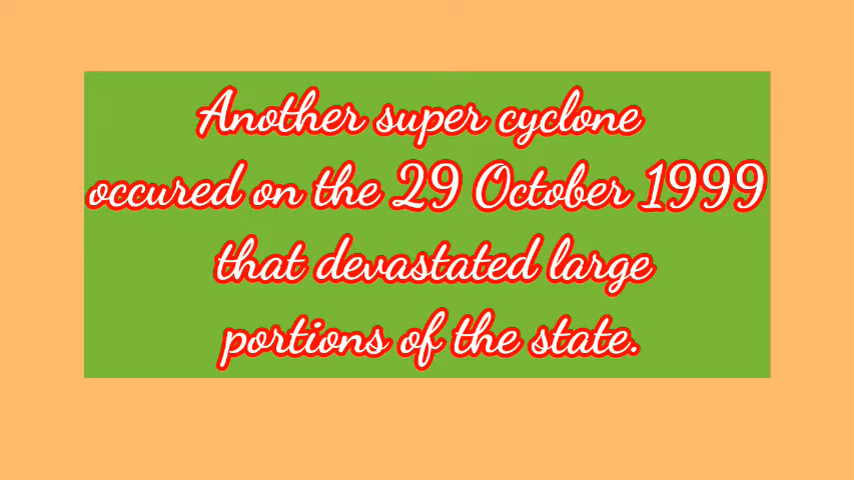 Another super cyclone
occured on the 29 October 1999
that devastated large
portions of the state.